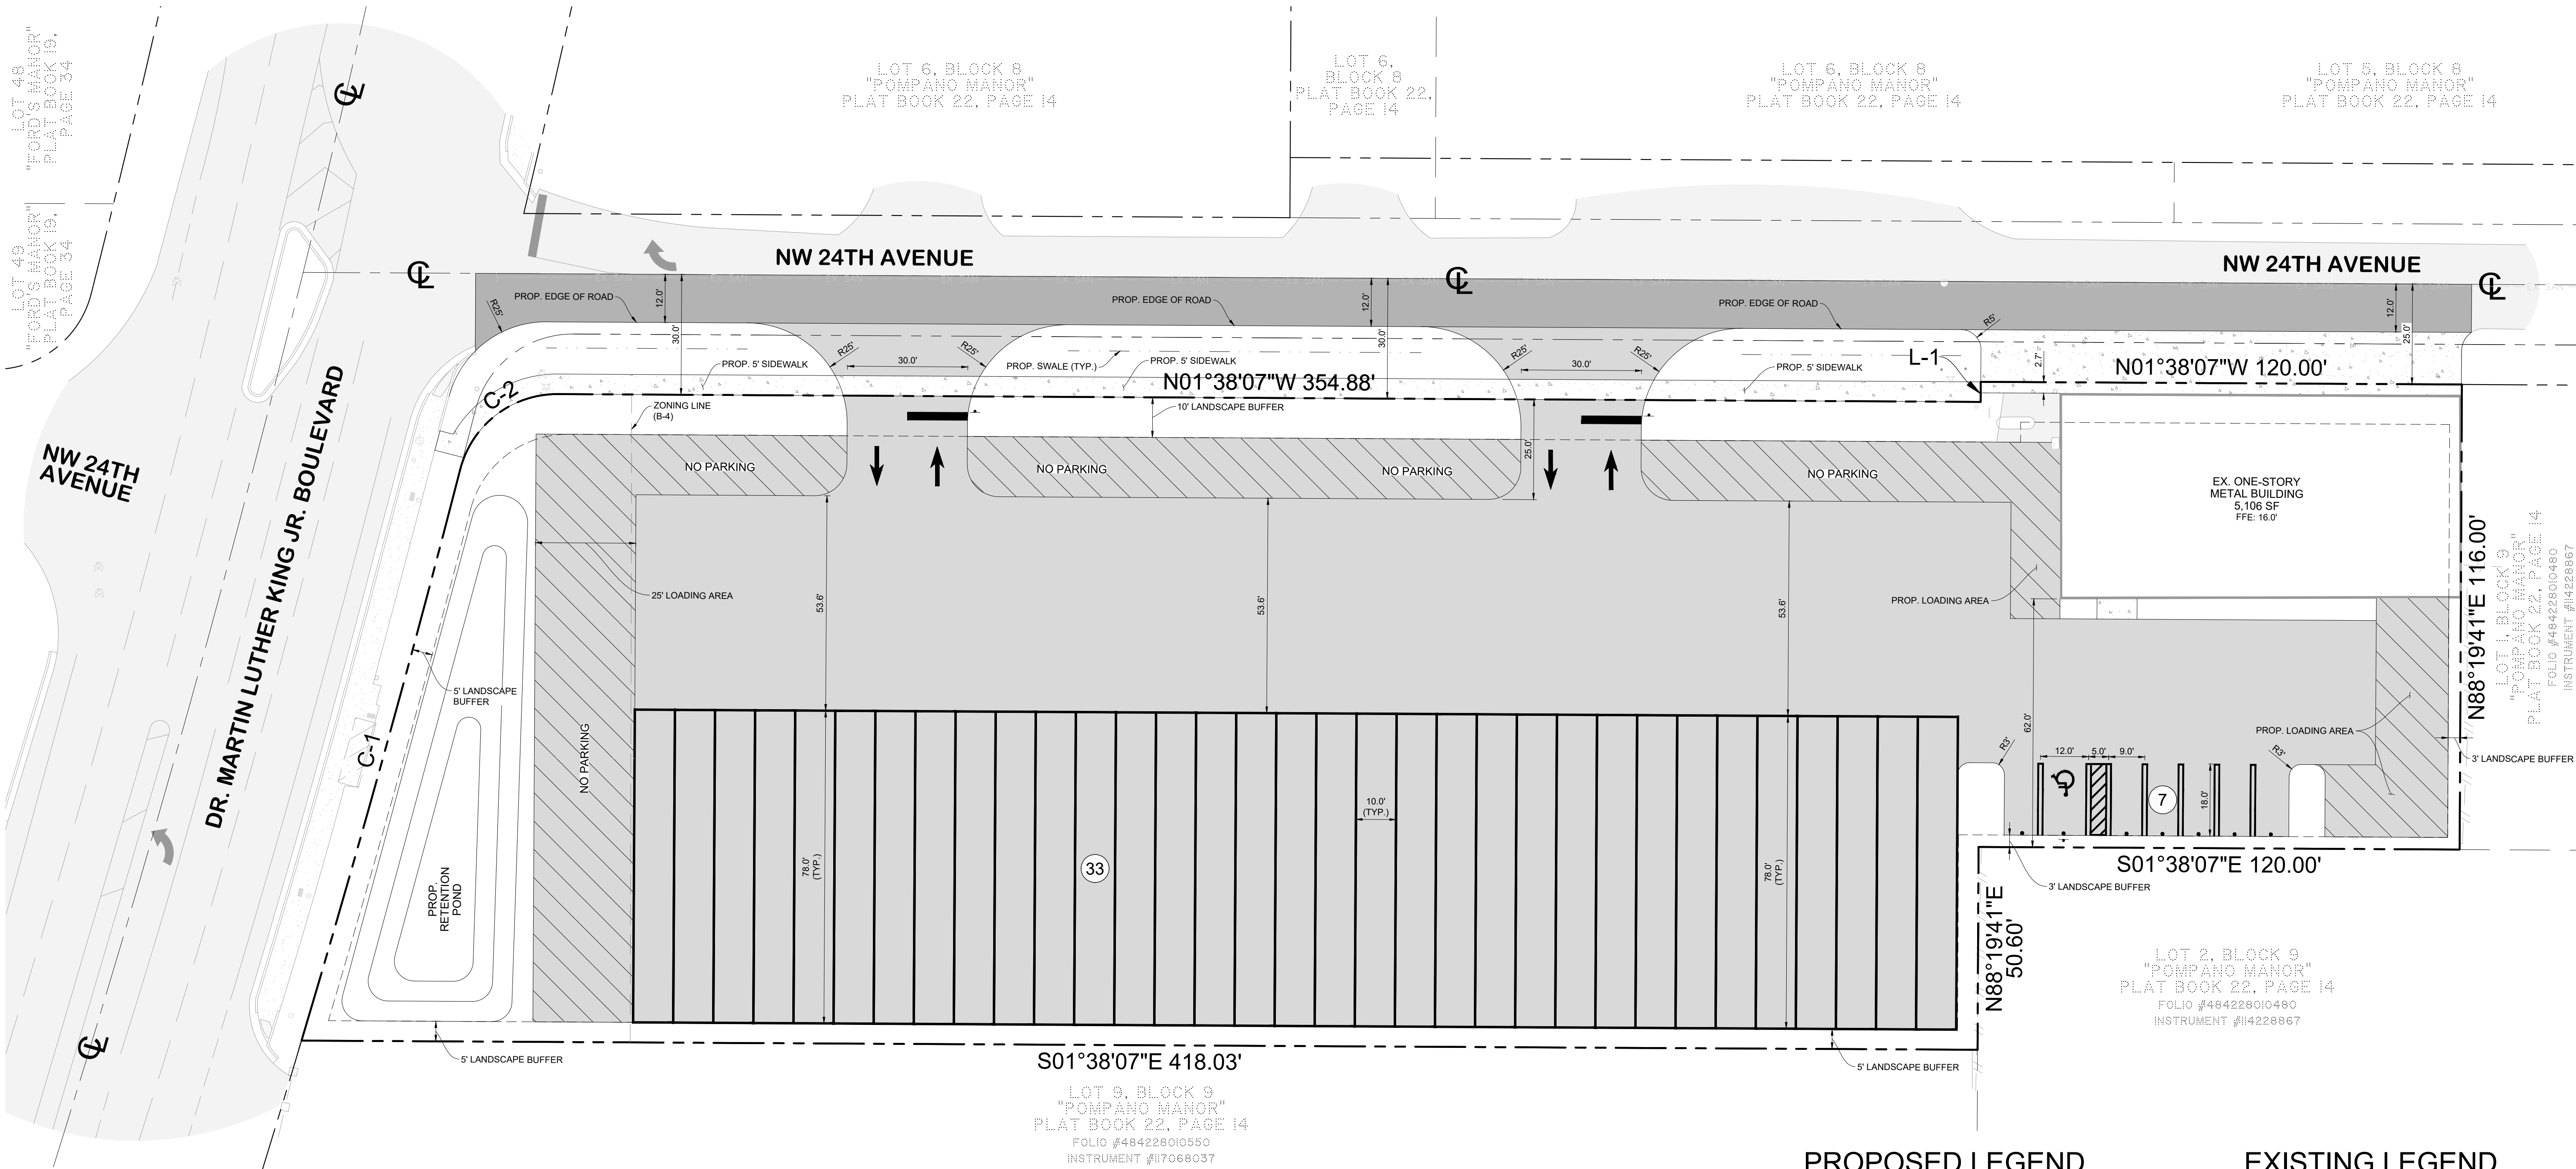 LOT 48
"FORD'S MANOR"
PLAT BOOK 19,
PAGE 34
LOT 49
"FORD'S MANOR"
PLAT BOOK 19,
PAGE 34
LOT 6, BLOCK 8
"POMPANO MANOR"
PLAT BOOK 22, PAGE 14
LOT 6,
BLOCK 8
PLAT BOOK 22,
PAGE 14
LOT 6, BLOCK 8
"POMPANO MANOR"
PLAT BOOK 22, PAGE 14
LOT 5, BLOCK 8
"POMPANO MANOR"
PLAT BOOK 22, PAGE 14
NW 24TH AVENUE
NW 24TH AVENUE
PROP. EDGE OF ROAD
PROP. EDGE OF ROAD
PROP. EDGE OF ROAD
R25'
12.0'
30.0'
12.0'
30.0'
12.0'
25.0'
R5'
PROP. 5' SIDEWALK
R25'
30.0'
R25'
PROP. SWALE (TYP.)
PROP. 5' SIDEWALK
R25'
30.0'
R25'
PROP. 5' SIDEWALK
L-1
2.7'
N01°38'07"W 120.00'
N01°38'07"W 354.88'
C-2
ZONING LINE
(B-4)
10' LANDSCAPE BUFFER
25.0'
NO PARKING
NO PARKING
NO PARKING
NO PARKING
NW 24TH
AVENUE
DR. MARTIN LUTHER KING JR. BOULEVARD
EX. ONE-STORY
METAL BUILDING
5,106 SF
FFE: 16.0'
N88°19'41"E 116.00'
LOT 1, BLOCK 9
"POMPANO MANOR"
PLAT BOOK 22, PAGE 14
FOLIO #484228010480
INSTRUMENT #114228867
25' LOADING AREA
53.6'
53.6'
53.6'
PROP. LOADING AREA
5' LANDSCAPE
BUFFER
C-1
NO PARKING
62.0'
PROP. LOADING AREA
3' LANDSCAPE BUFFER
R3'
12.0'
5.0'
9.0'
R3'
7
18.0'
10.0'
(TYP.)
78.0'
(TYP.)
33
78.0'
(TYP.)
PROP.
RETENTION
POND
S01°38'07"E 120.00'
3' LANDSCAPE BUFFER
N88°19'41"E
50.60'
LOT 2, BLOCK 9
"POMPANO MANOR"
PLAT BOOK 22, PAGE 14
FOLIO #484228010480
INSTRUMENT #114228867
5' LANDSCAPE BUFFER
S01°38'07"E 418.03'
5' LANDSCAPE BUFFER
LOT 9, BLOCK 9
"POMPANO MANOR"
PLAT BOOK 22, PAGE 14
FOLIO #484228010550
INSTRUMENT #117068037
PROPOSED LEGEND
EXISTING LEGEND